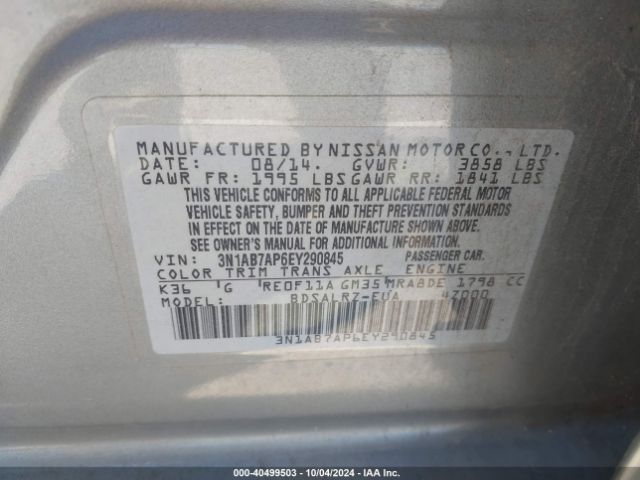 MANUFACTURED BY NISSAN MOTOR CO., LTD.
DATE: 08/14. GVWR: 3858 LBS
GAWR FR: 1995 LBS GAWR RR: 1841 LBS
THIS VEHICLE CONFORMS TO ALL APPLICABLE FEDERAL MOTOR
VEHICLE SAFETY, BUMPER AND THEFT PREVENTION STANDARDS
IN EFFECT ON THE DATE OF MANUFACTURE SHOWN ABOVE.
SEE OWNER'S MANUAL FOR ADDITIONAL INFORMATION
VIN: 3N1AB7AP6EY290845 PASSENGER CAR.
COLOR TRIM TRANS AXLE ENGINE
K36 G RE0F11A GM35 MRA8DE 1798 CC
MODEL: BDSALRZ-EUA 4Z000
3N1AB7AP6EY290845
000-40499503 - 10/04/2024 - IAA Inc.